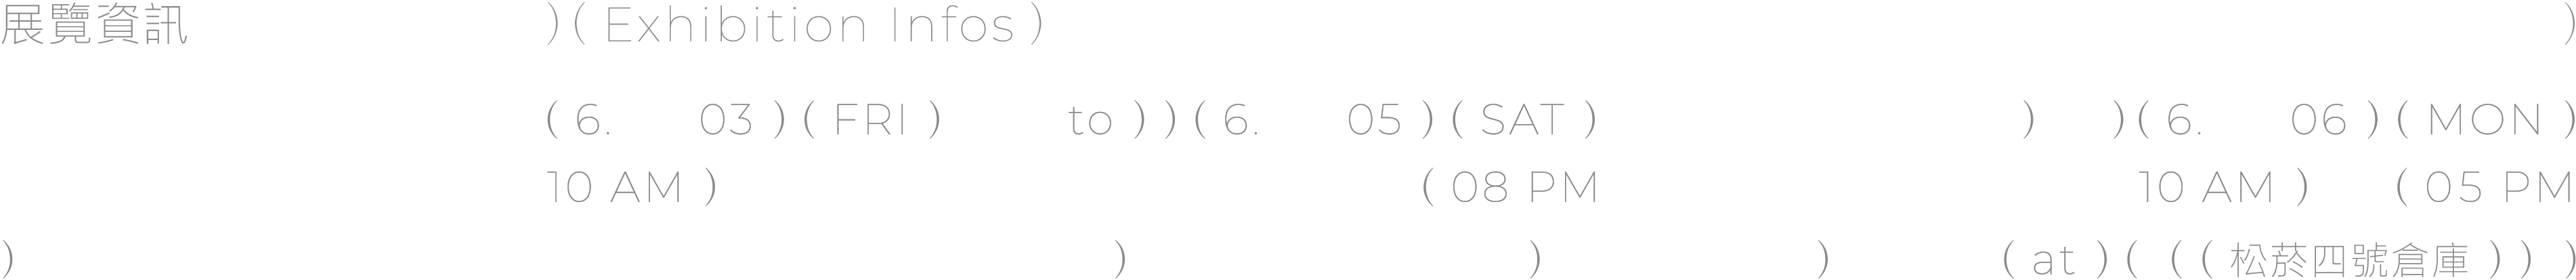 展覽資訊 )( Exhibition Infos ) )
( 6. 03 )( FRI ) to ) )( 6. 05 )( SAT ) ) )( 6. 06 )( MON )
10 AM ) ( 08 PM 10 AM ) ( 05 PM
) ) ) ) ( at )( ( ( 松菸四號倉庫 ) ) )